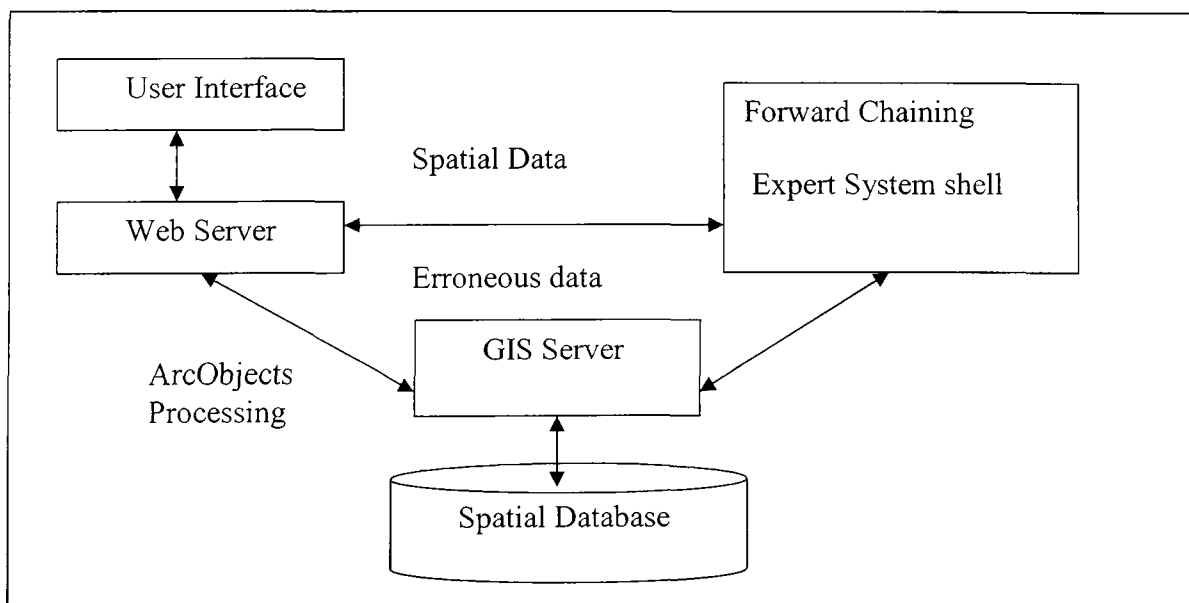 User Interface
Forward Chaining
Expert System shell
Spatial Data
Web Server
Erroneous data
GIS Server
ArcObjects
Processing
Spatial Database